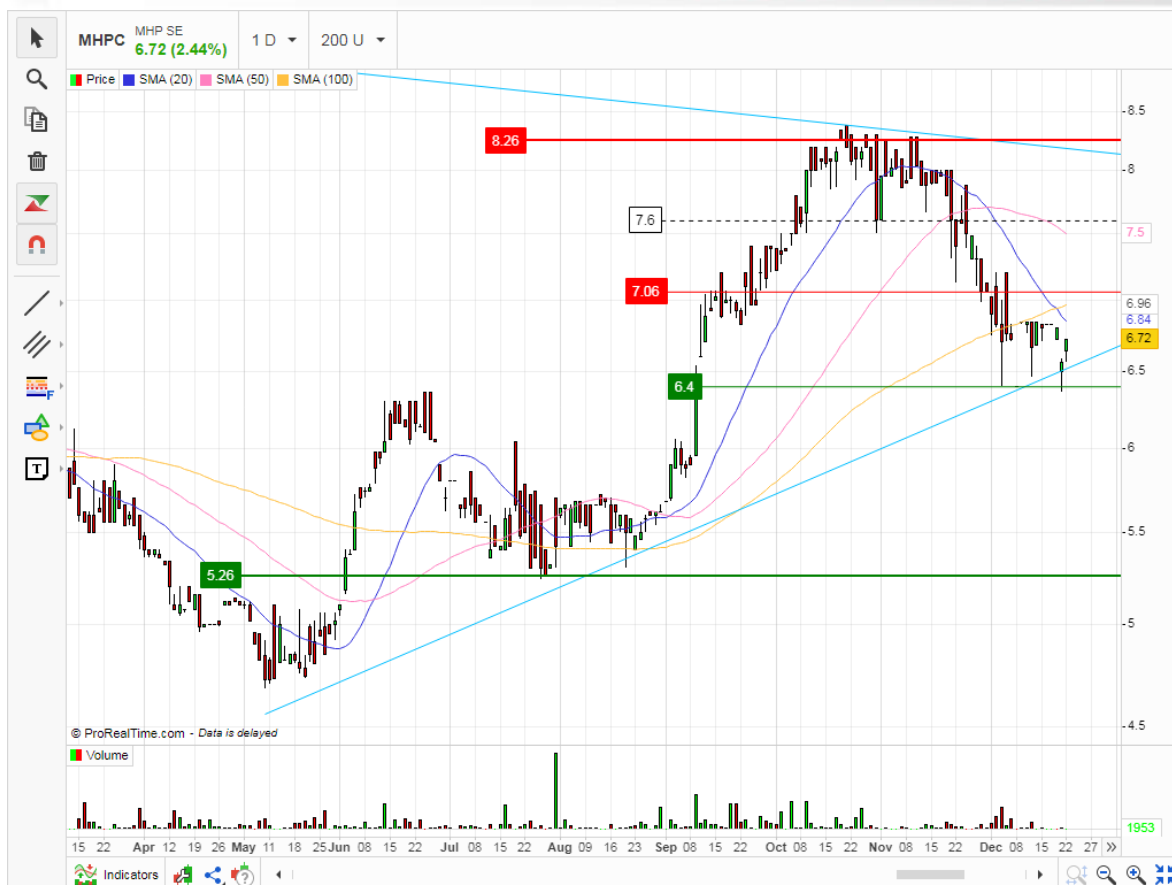 MHPC
MHP SE
6.72 (2.44%)
1 D
200 U
Price SMA (20) SMA (50) SMA (100)
8.5
8.26
8
7.6
7.5
7.06
6.96
6.84
6.72
6.5
6.4
6
5.5
5.26
5
4.5
F
T
© ProRealTime.com - Data is delayed
Volume
1953
15 22 Apr 12 19 26 May 11 18 25 Jun 08 15 22 Jul 08 15 22 Aug 09 16 23 Sep 08 15 22 Oct 08 15 22 Nov 08 15 22 Dec 08 15 22 27 »
Indicators